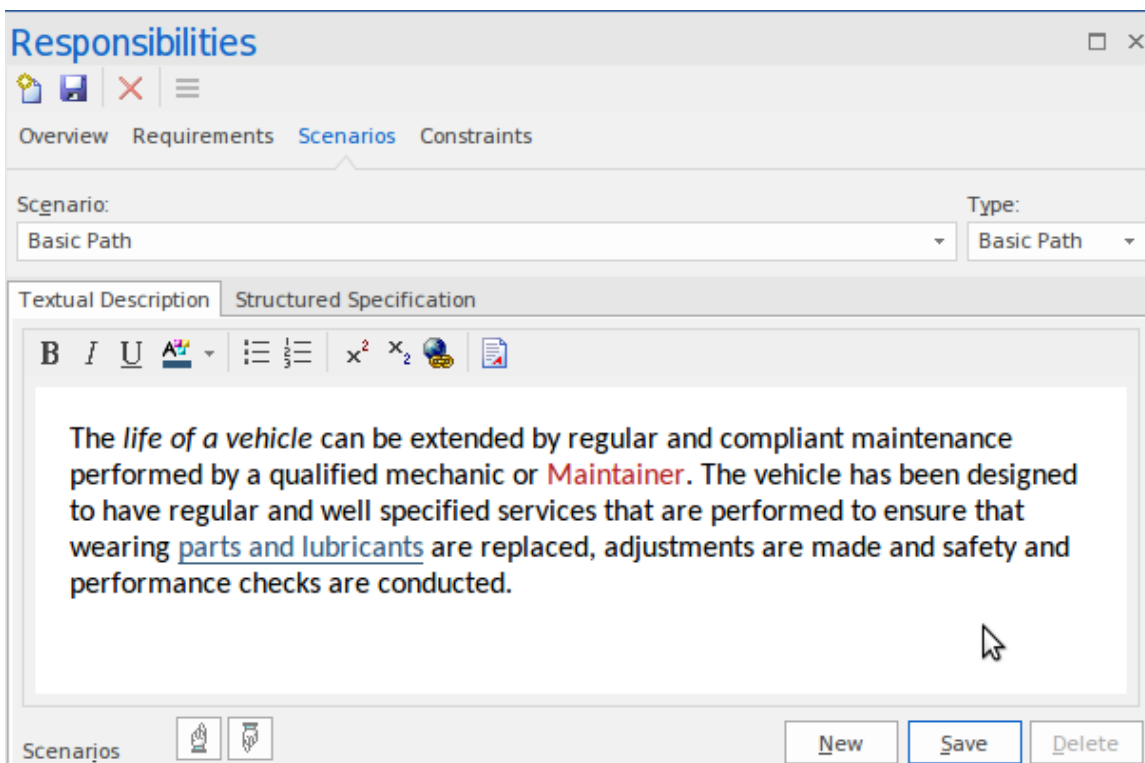 Responsibilities
Overview Requirements Scenarios Constraints
Scenario: Type:
Basic Path Basic Path
Textual Description Structured Specification
B I U A x² x₂
The life of a vehicle can be extended by regular and compliant maintenance
performed by a qualified mechanic or Maintainer. The vehicle has been designed
to have regular and well specified services that are performed to ensure that
wearing parts and lubricants are replaced, adjustments are made and safety and
performance checks are conducted.
Scenarios New Save Delete